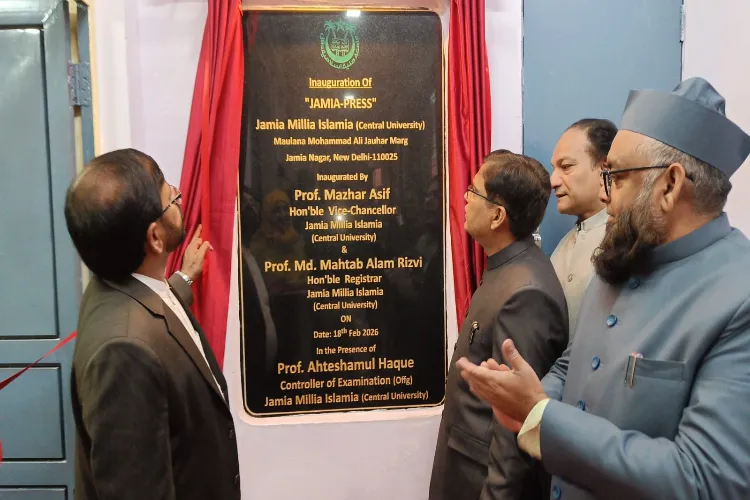 Inauguration Of
"JAMIA-PRESS"
Jamia Millia Islamia (Central University)
Maulana Mohammad Ali Jauhar Marg
Jamia Nagar, New Delhi-110025
Inaugurated By
Prof. Mazhar Asif
Hon'ble Vice-Chancellor
Jamia Millia Islamia
(Central University)
&
Prof. Md. Mahtab Alam Rizvi
Hon'ble Registrar
Jamia Millia Islamia
(Central University)
ON
Date: 18th Feb 2026
In the Presence of
Prof. Ahteshamul Haque
Controller of Examination (Offg)
Jamia Millia Islamia (Central University)